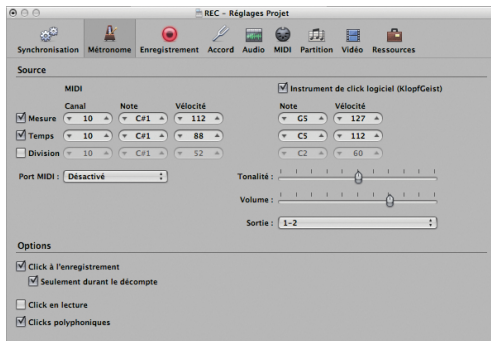 REC - Réglages Projet
Synchronisation Métronome Enregistrement Accord Audio MIDI Partition Vidéo Ressources
Source
MIDI
Instrument de click logiciel (KlopfGeist)
Canal Note Vélocité Note Vélocité
Mesure 10 C#1 112 G5 127
Temps 10 C#1 88 C5 112
Division 10 C#1 52 C2 60
Port MIDI : Désactivé Tonalité :
Volume :
Sortie : 1-2
Options
Click à l'enregistrement
Seulement durant le décompte
Click en lecture
Clicks polyphoniques